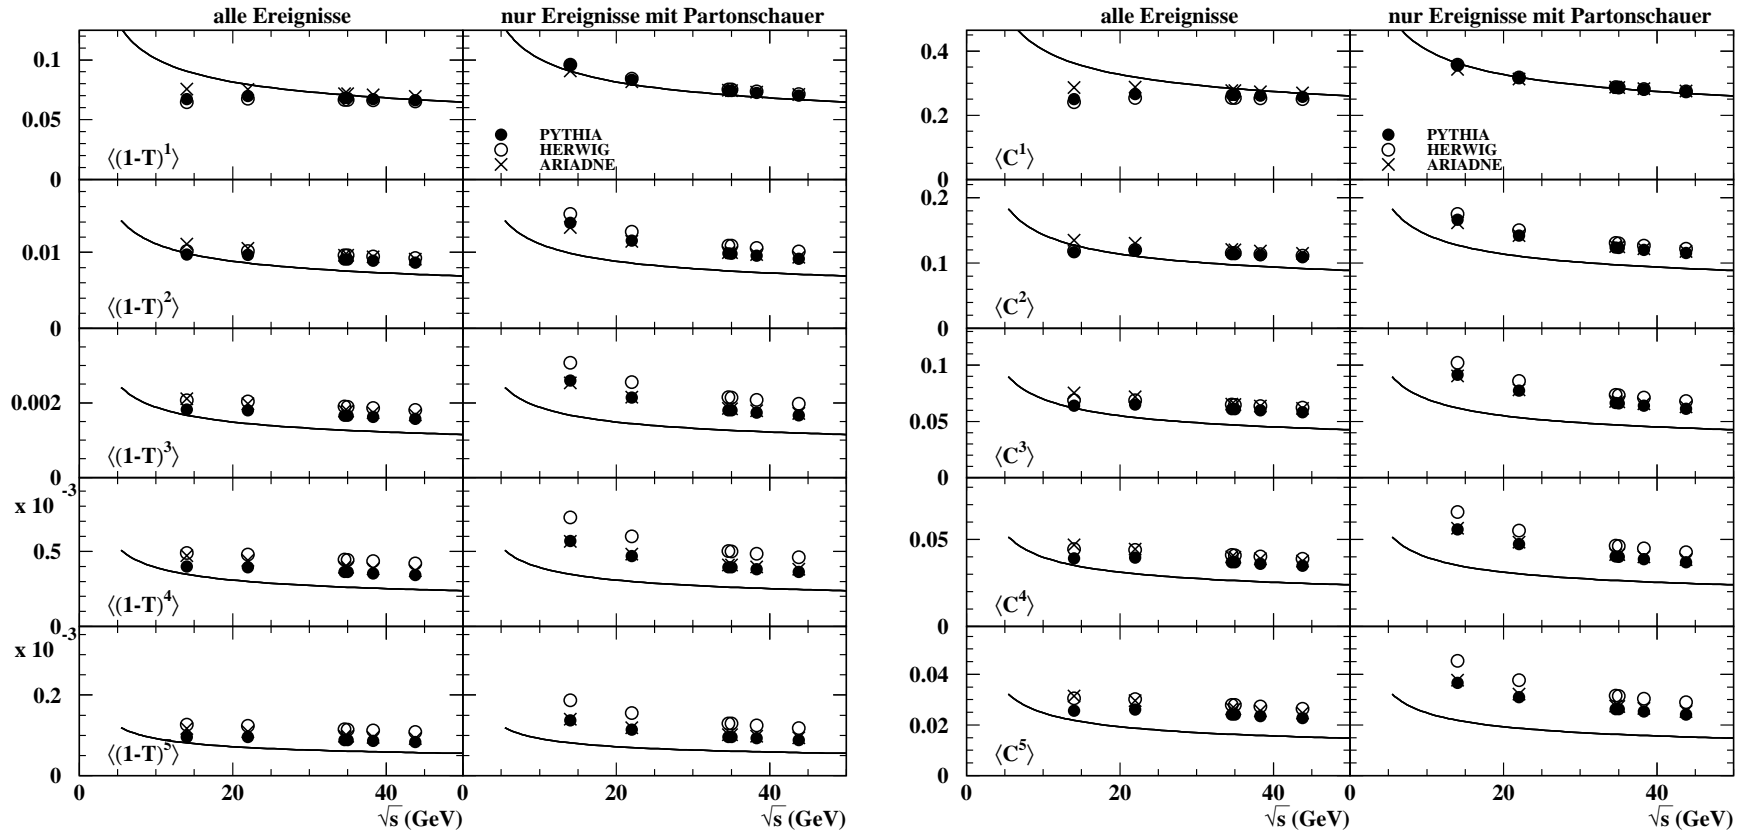 alle Ereignisse
nur Ereignisse mit Partonschauer
0.1
0.05
0
⟨(1-T)¹⟩
PYTHIA
HERWIG
ARIADNE
0.01
0
⟨(1-T)²⟩
0.002
0
⟨(1-T)³⟩
x 10⁻³
0.5
0
⟨(1-T)⁴⟩
x 10⁻³
0.2
0
⟨(1-T)⁵⟩
0 20 40 0 20 40
√s (GeV) √s (GeV)
alle Ereignisse
nur Ereignisse mit Partonschauer
0.4
0.2
0
⟨C¹⟩
PYTHIA
HERWIG
ARIADNE
0.2
0.1
0
⟨C²⟩
0.1
0.05
0
⟨C³⟩
0.05
0
⟨C⁴⟩
0.04
0.02
0
⟨C⁵⟩
0 20 40 0 20 40
√s (GeV) √s (GeV)